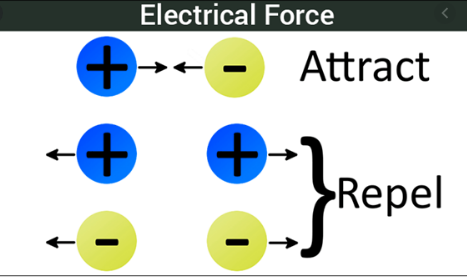 Electrical Force
+ - Attract
+ +
Repel
- -